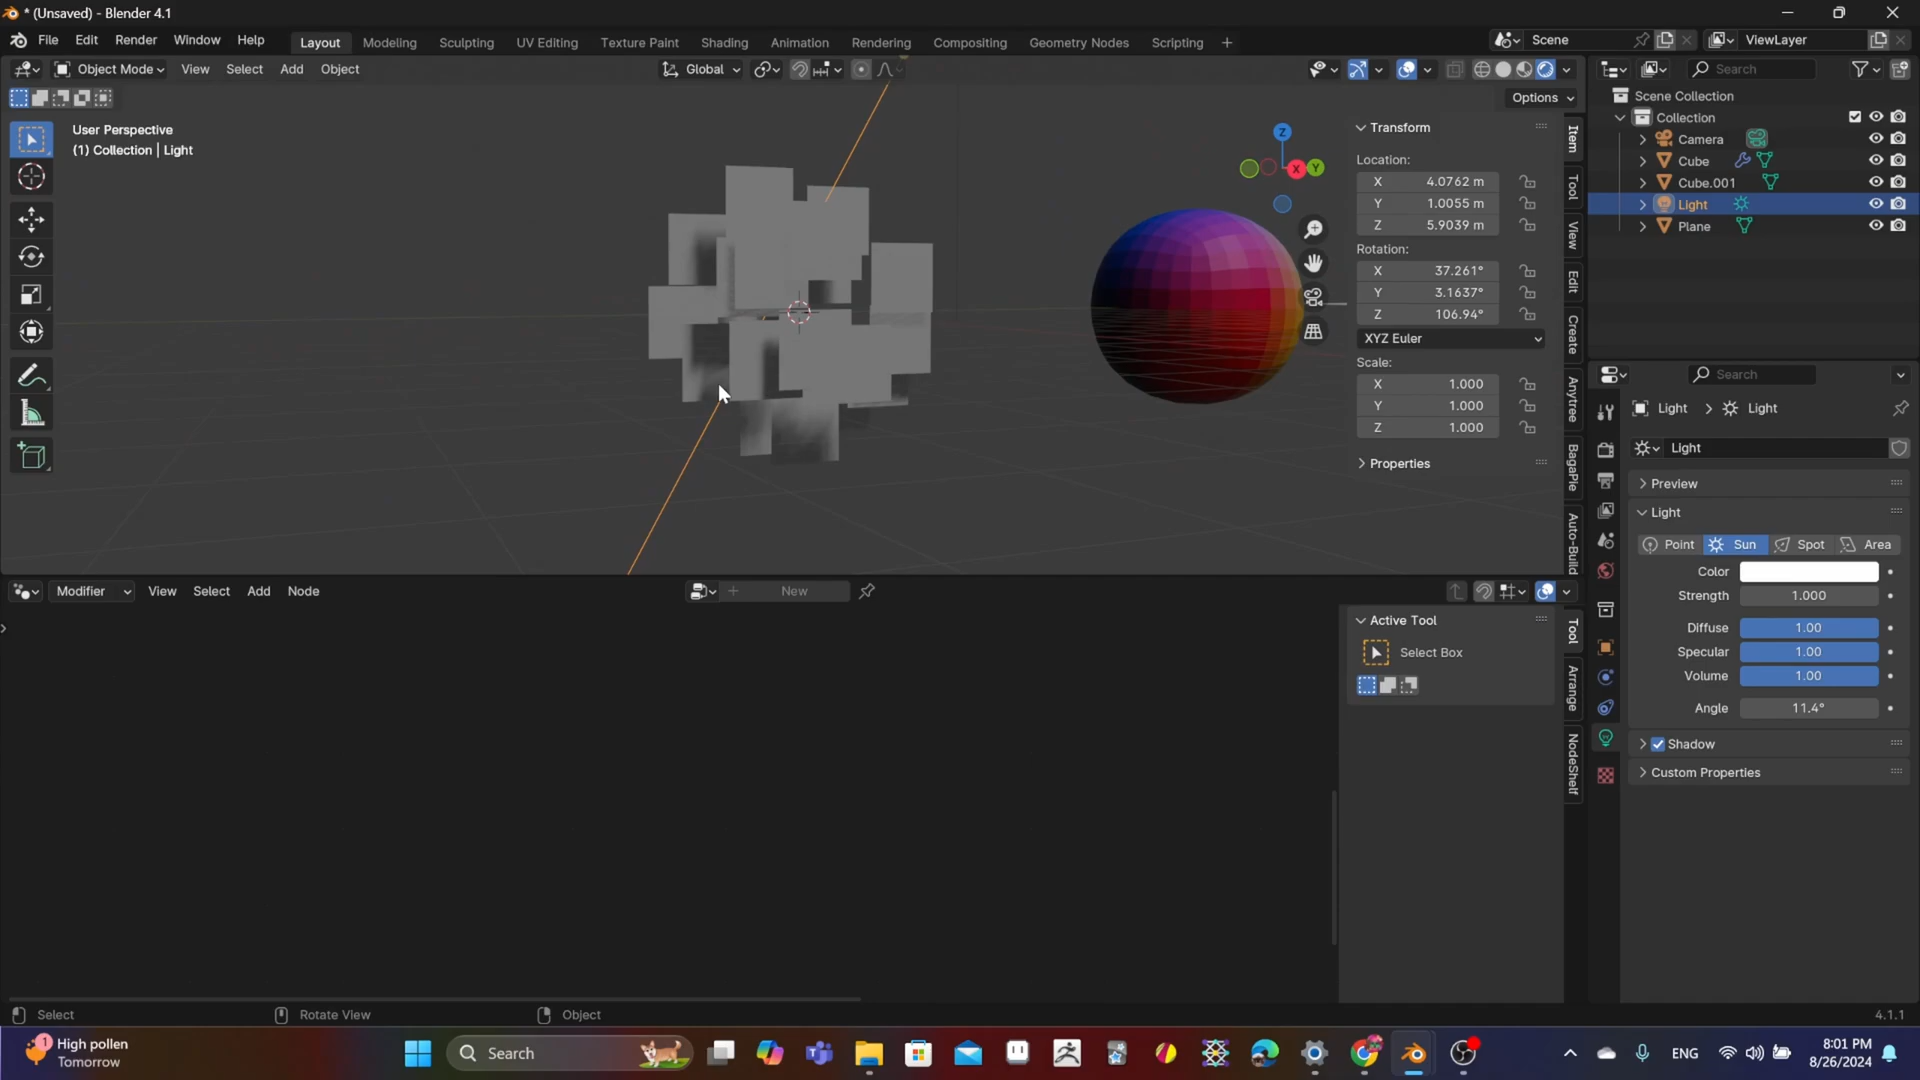 * (Unsaved) - Blender 4.1
File Edit Render Window Help
Layout Modeling Sculpting UV Editing Texture Paint Shading Animation Rendering Compositing Geometry Nodes Scripting +
Scene
ViewLayer
Object Mode View Select Add Object
Global
Search
Options
User Perspective
(1) Collection | Light
Z
X
Y
Transform
Location:
X 4.0762 m
Y 1.0055 m
Z 5.9039 m
Rotation:
X 37.261°
Y 3.1637°
Z 106.94°
XYZ Euler
Scale:
X 1.000
Y 1.000
Z 1.000
Properties
Item
Tool
View
Edit
Create
Anytree
BagaPie
Auto-Build
Scene Collection
Collection
Camera
Cube
Cube.001
Light
Plane
Search
Light > Light
Light
Preview
Light
Point Sun Spot Area
Color
Strength 1.000
Diffuse 1.00
Specular 1.00
Volume 1.00
Angle 11.4°
Shadow
Custom Properties
Modifier View Select Add Node
New
Active Tool
Select Box
Tool
Arrange
NodeShelf
Select
Rotate View
Object
4.1.1
1
High pollen
Tomorrow
Search
ENG
8:01 PM
8/26/2024